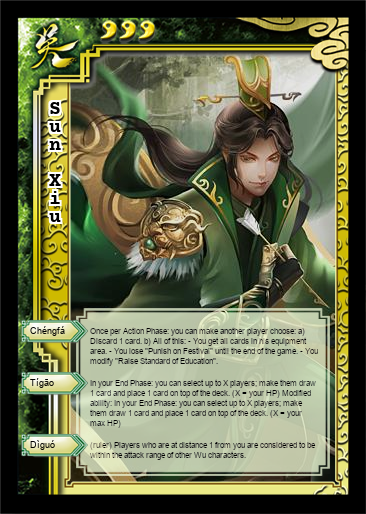 吴
Sun Xiu
Chéngfá
Once per Action Phase: you can make another player choose: a)
Discard 1 card. b) All of this: - You get all cards in his equipment
area. - You lose "Punish on Festival" until the end of the game. - You
modify "Raise Standard of Education".
Tígāo
In your End Phase: you can select up to X players; make them draw
1 card and place 1 card on top of the deck. (X = your HP) Modified
ability: In your End Phase: you can select up to X players; make
them draw 1 card and place 1 card on top of the deck. (X = your
max HP)
Dìguó
(ruler) Players who are at distance 1 from you are considered to be
within the attack range of other Wu characters.